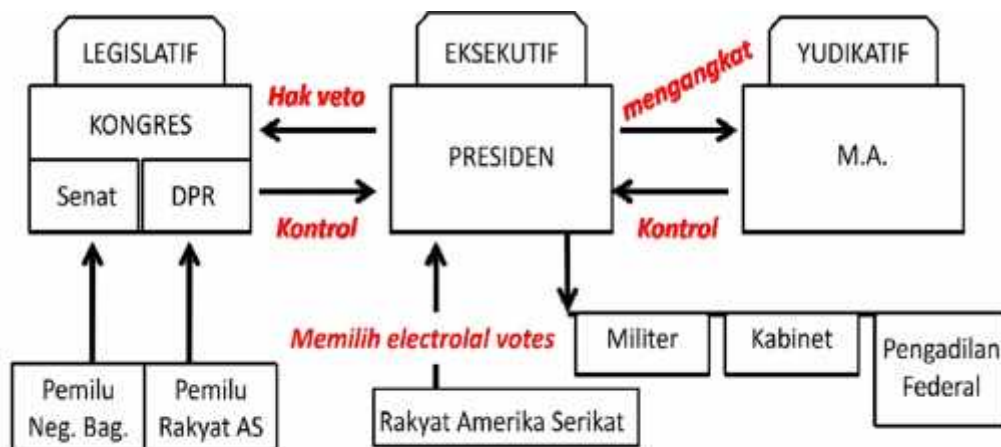 LEGISLATIF
EKSEKUTIF
YUDIKATIF
Hak veto
mengangkat
KONGRES
PRESIDEN
M.A.
Senat
DPR
Kontrol
Kontrol
Memilih electrolal votes
Militer
Kabinet
Pengadilan
Federal
Pemilu
Neg. Bag.
Pemilu
Rakyat AS
Rakyat Amerika Serikat